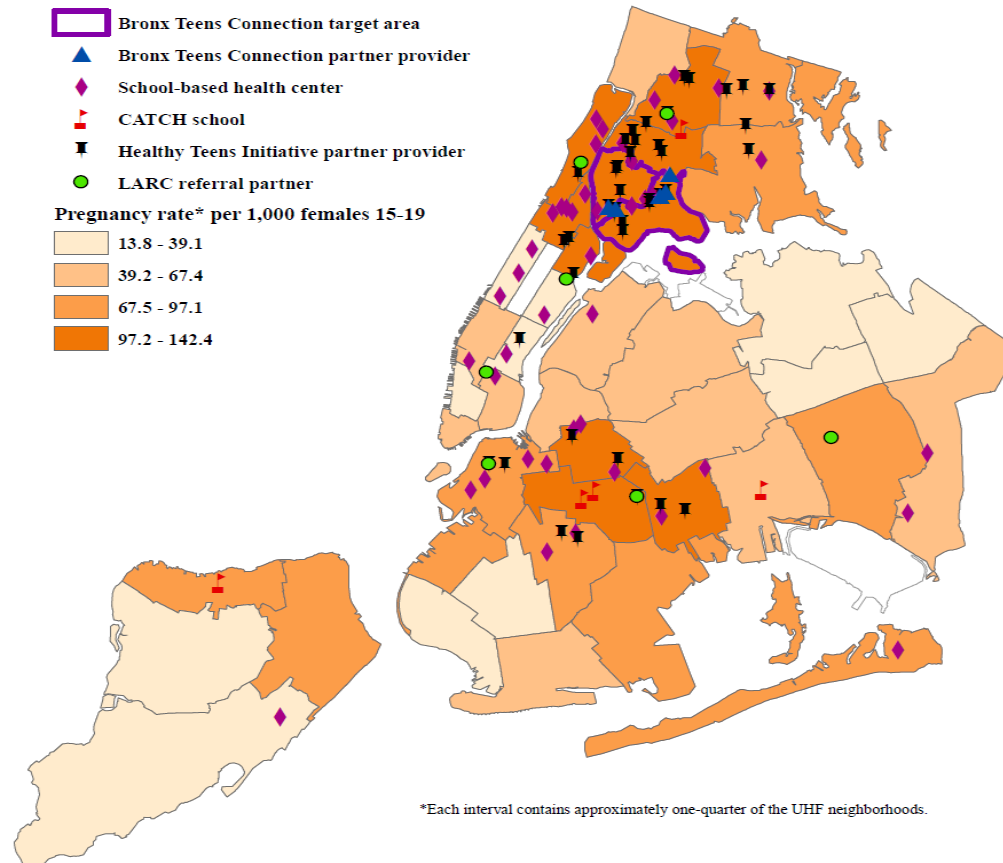 Bronx Teens Connection target area
Bronx Teens Connection partner provider
School-based health center
CATCH school
Healthy Teens Initiative partner provider
LARC referral partner
Pregnancy rate* per 1,000 females 15-19
13.8 - 39.1
39.2 - 67.4
67.5 - 97.1
97.2 - 142.4
*Each interval contains approximately one-quarter of the UHF neighborhoods.